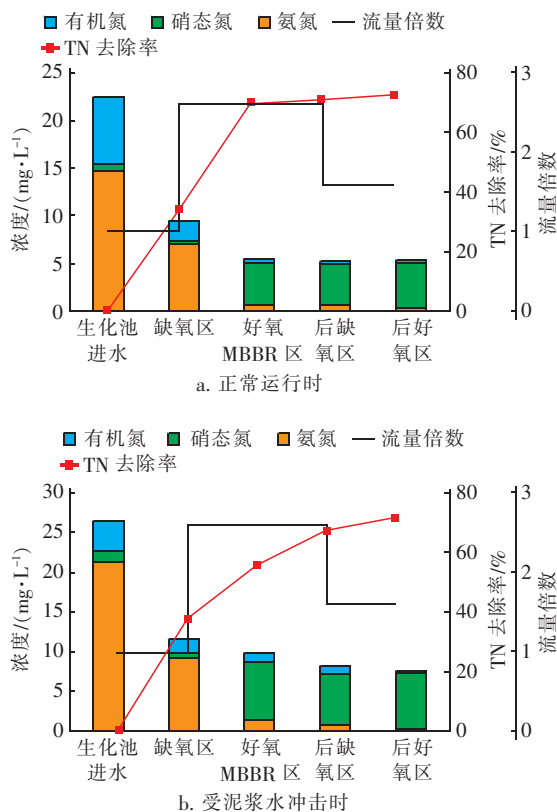 有机氮 硝态氮 氨氮 流量倍数
TN 去除率
25 80 3
20 60
15 2
40
10 1
5 20
0 0 0
浓度/(mg·L⁻¹)
TN 去除率/%
流量倍数
生化池 缺氧区 好氧 后缺 后好
进水 MBBR 区 氧区 氧区
a. 正常运行时
有机氮 硝态氮 氨氮 流量倍数
TN 去除率
30 80 3
25 60
20 2
15 40
10 1
5 20
0 0 0
浓度/(mg·L⁻¹)
TN 去除率/%
流量倍数
生化池 缺氧区 好氧 后缺 后好
进水 MBBR 区 氧区 氧区
b. 受泥浆水冲击时